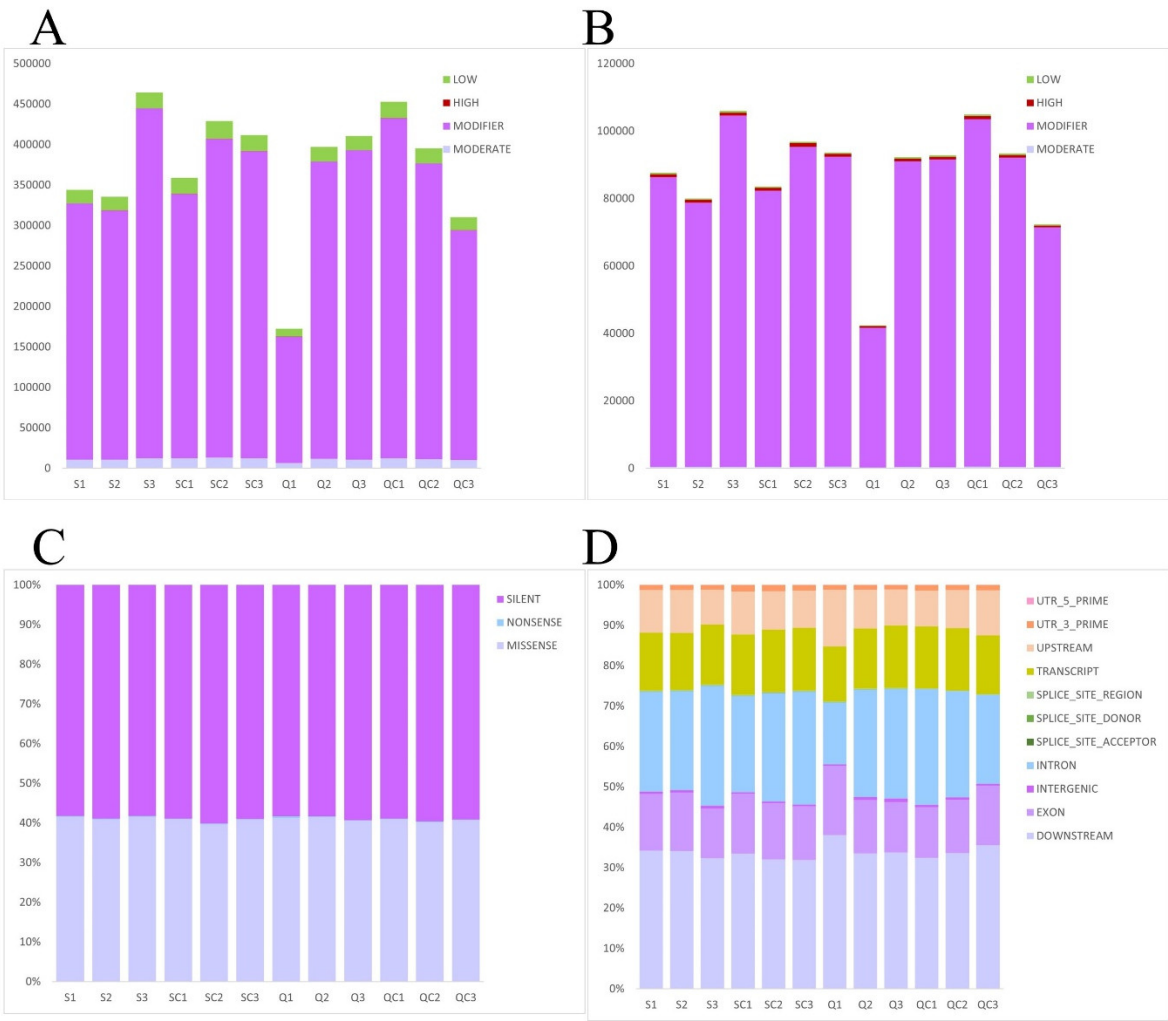 A
500000
450000
400000
350000
300000
250000
200000
150000
100000
50000
0
S1 S2 S3 SC1 SC2 SC3 Q1 Q2 Q3 QC1 QC2 QC3
LOW
HIGH
MODIFIER
MODERATE
B
120000
100000
80000
60000
40000
20000
0
S1 S2 S3 SC1 SC2 SC3 Q1 Q2 Q3 QC1 QC2 QC3
LOW
HIGH
MODIFIER
MODERATE
C
100%
90%
80%
70%
60%
50%
40%
30%
20%
10%
0%
S1 S2 S3 SC1 SC2 SC3 Q1 Q2 Q3 QC1 QC2 QC3
SILENT
NONSENSE
MISSENSE
D
100%
90%
80%
70%
60%
50%
40%
30%
20%
10%
0%
S1 S2 S3 SC1 SC2 SC3 Q1 Q2 Q3 QC1 QC2 QC3
UTR_5_PRIME
UTR_3_PRIME
UPSTREAM
TRANSCRIPT
SPLICE_SITE_REGION
SPLICE_SITE_DONOR
SPLICE_SITE_ACCEPTOR
INTRON
INTERGENIC
EXON
DOWNSTREAM